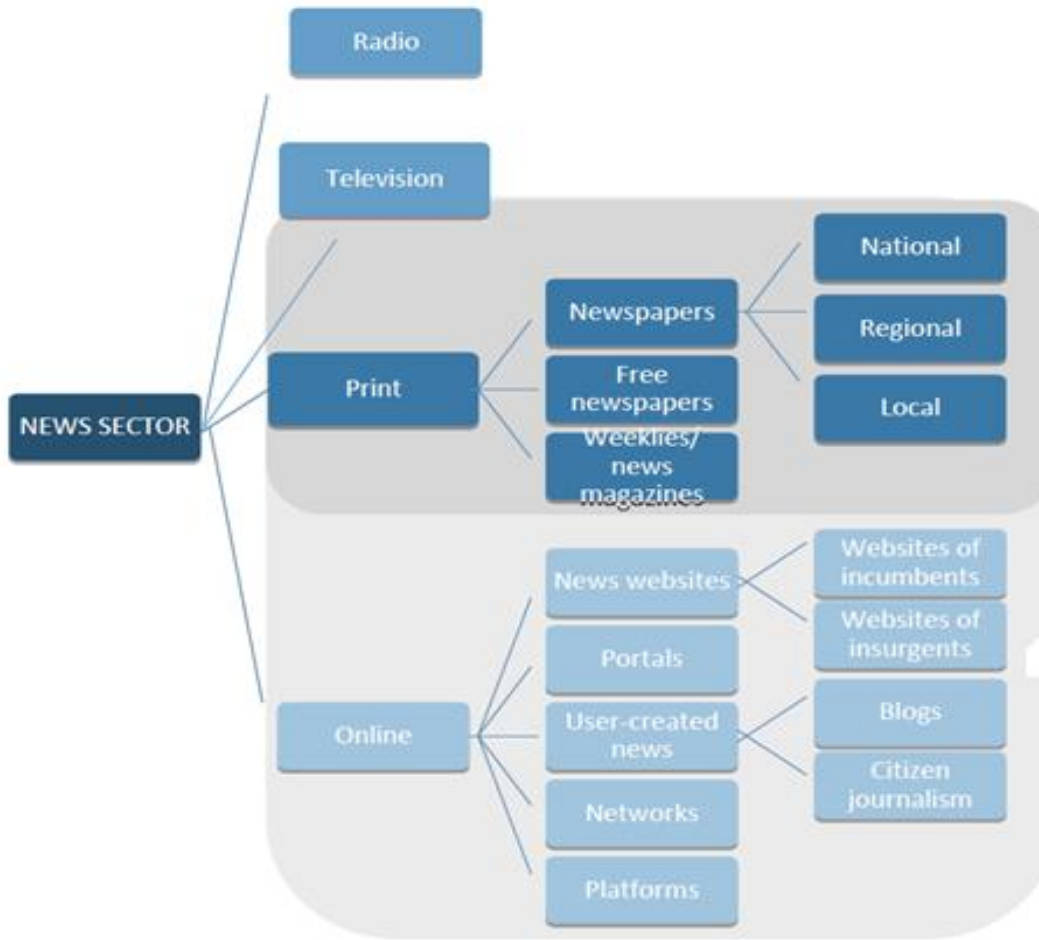 Radio
Television
NEWS SECTOR
Print
Newspapers
Free
newspapers
Weeklies/
news
magazines
National
Regional
Local
Online
News websites
Portals
User-created
news
Networks
Platforms
Websites of
incumbents
Websites of
insurgents
Blogs
Citizen
journalism